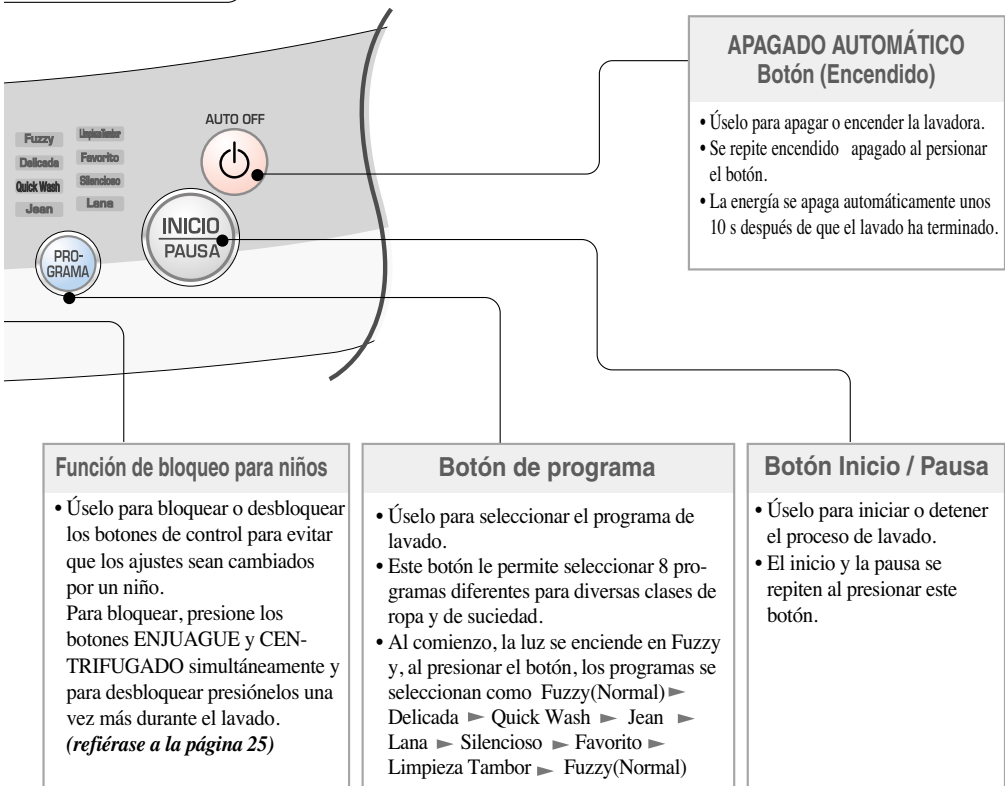 APAGADO AUTOMÁTICO
Botón (Encendido)
• Úselo para apagar o encender la lavadora.
• Se repite encendido apagado al persionar
el botón.
• La energía se apaga automáticamente unos
10 s después de que el lavado ha terminado.
AUTO OFF
Fuzzy
Limpieza Tambor
Delicada
Favorito
Quick Wash
Silencioso
Jean
Lana
INICIO
PAUSA
PRO-
GRAMA
Función de bloqueo para niños
• Úselo para bloquear o desbloquear
los botones de control para evitar
que los ajustes sean cambiados
por un niño.
Para bloquear, presione los
botones ENJUAGUE y CEN-
TRIFUGADO simultáneamente y
para desbloquear presiónelos una
vez más durante el lavado.
(refiérase a la página 25)
Botón de programa
• Úselo para seleccionar el programa de
lavado.
• Este botón le permite seleccionar 8 pro-
gramas diferentes para diversas clases de
ropa y de suciedad.
• Al comienzo, la luz se enciende en Fuzzy
y, al presionar el botón, los programas se
seleccionan como Fuzzy(Normal) ►
Delicada ► Quick Wash ► Jean ►
Lana ► Silencioso ► Favorito ►
Limpieza Tambor ► Fuzzy(Normal)
Botón Inicio / Pausa
• Úselo para iniciar o detener
el proceso de lavado.
• El inicio y la pausa se
repiten al presionar este
botón.